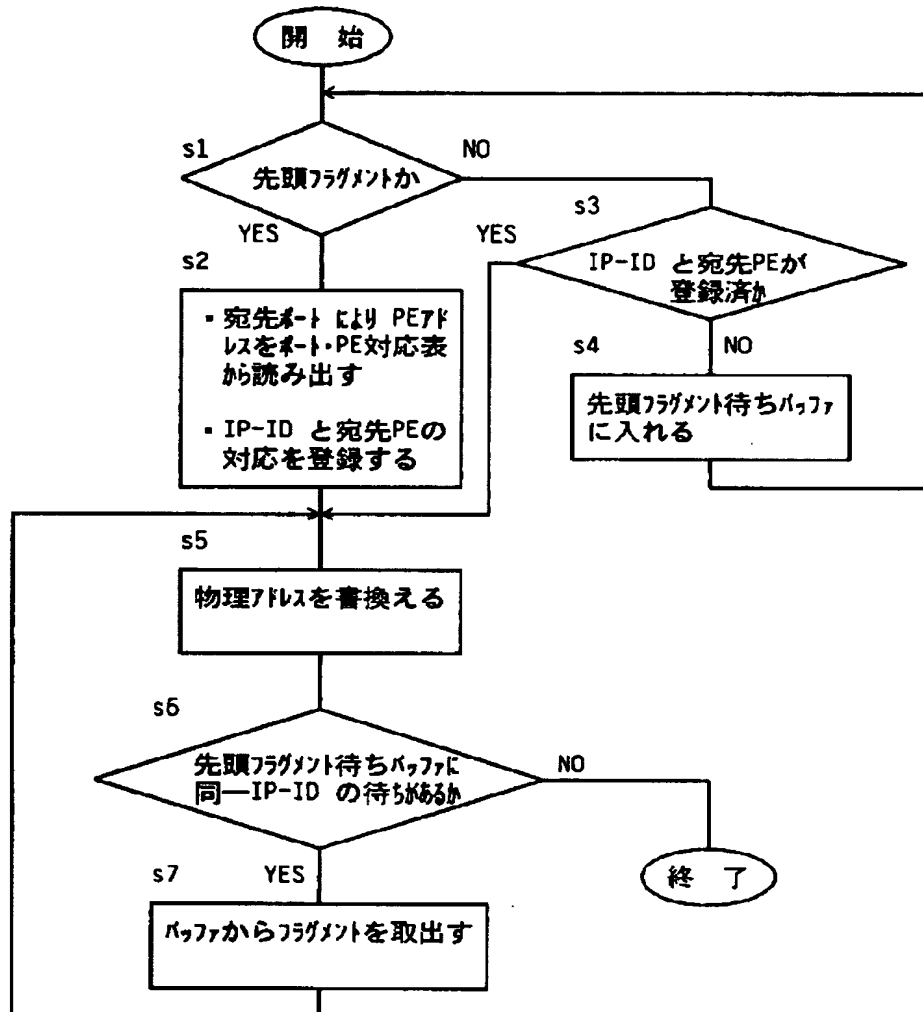 開 始
s1
先頭フラグメントか
NO
YES
s2
・宛先ポート により PEアド
レスをポート・PE対応表
から読み出す
・IP-ID と宛先PEの
対応を登録する
s3
YES
IP-ID と宛先PEが
登録済か
s4
NO
先頭フラグメント待ちバッファ
に入れる
s5
物理アドレスを書換える
s6
先頭フラグメント待ちバッファに
同一IP-ID の待ちがあるか
NO
終 了
s7
YES
バッファからフラグメントを取出す